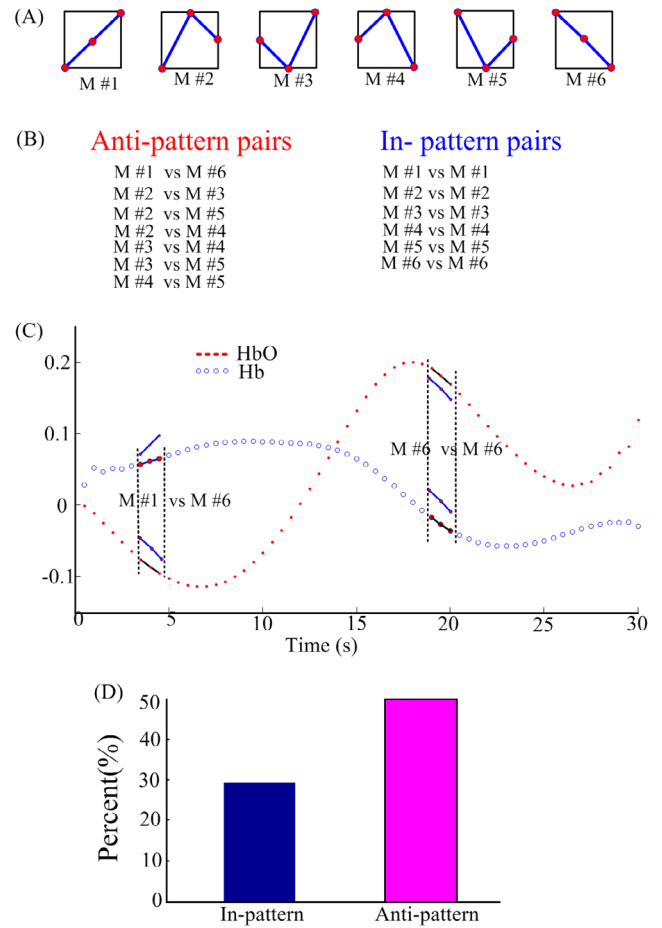 (A)
M #1
M #2
M #3
M #4
M #5
M #6
(B)
Anti-pattern pairs
M #1 vs M #6
M #2 vs M #3
M #2 vs M #5
M #2 vs M #4
M #3 vs M #4
M #3 vs M #5
M #4 vs M #5
In- pattern pairs
M #1 vs M #1
M #2 vs M #2
M #3 vs M #3
M #4 vs M #4
M #5 vs M #5
M #6 vs M #6
(C)
HbO
Hb
0.2
0.1
0
-0.1
M #1 vs M #6
M #6 vs M #6
0 5 10 15 20 25 30
Time (s)
(D)
Percent(%)
50
40
30
20
10
0
In-pattern Anti-pattern